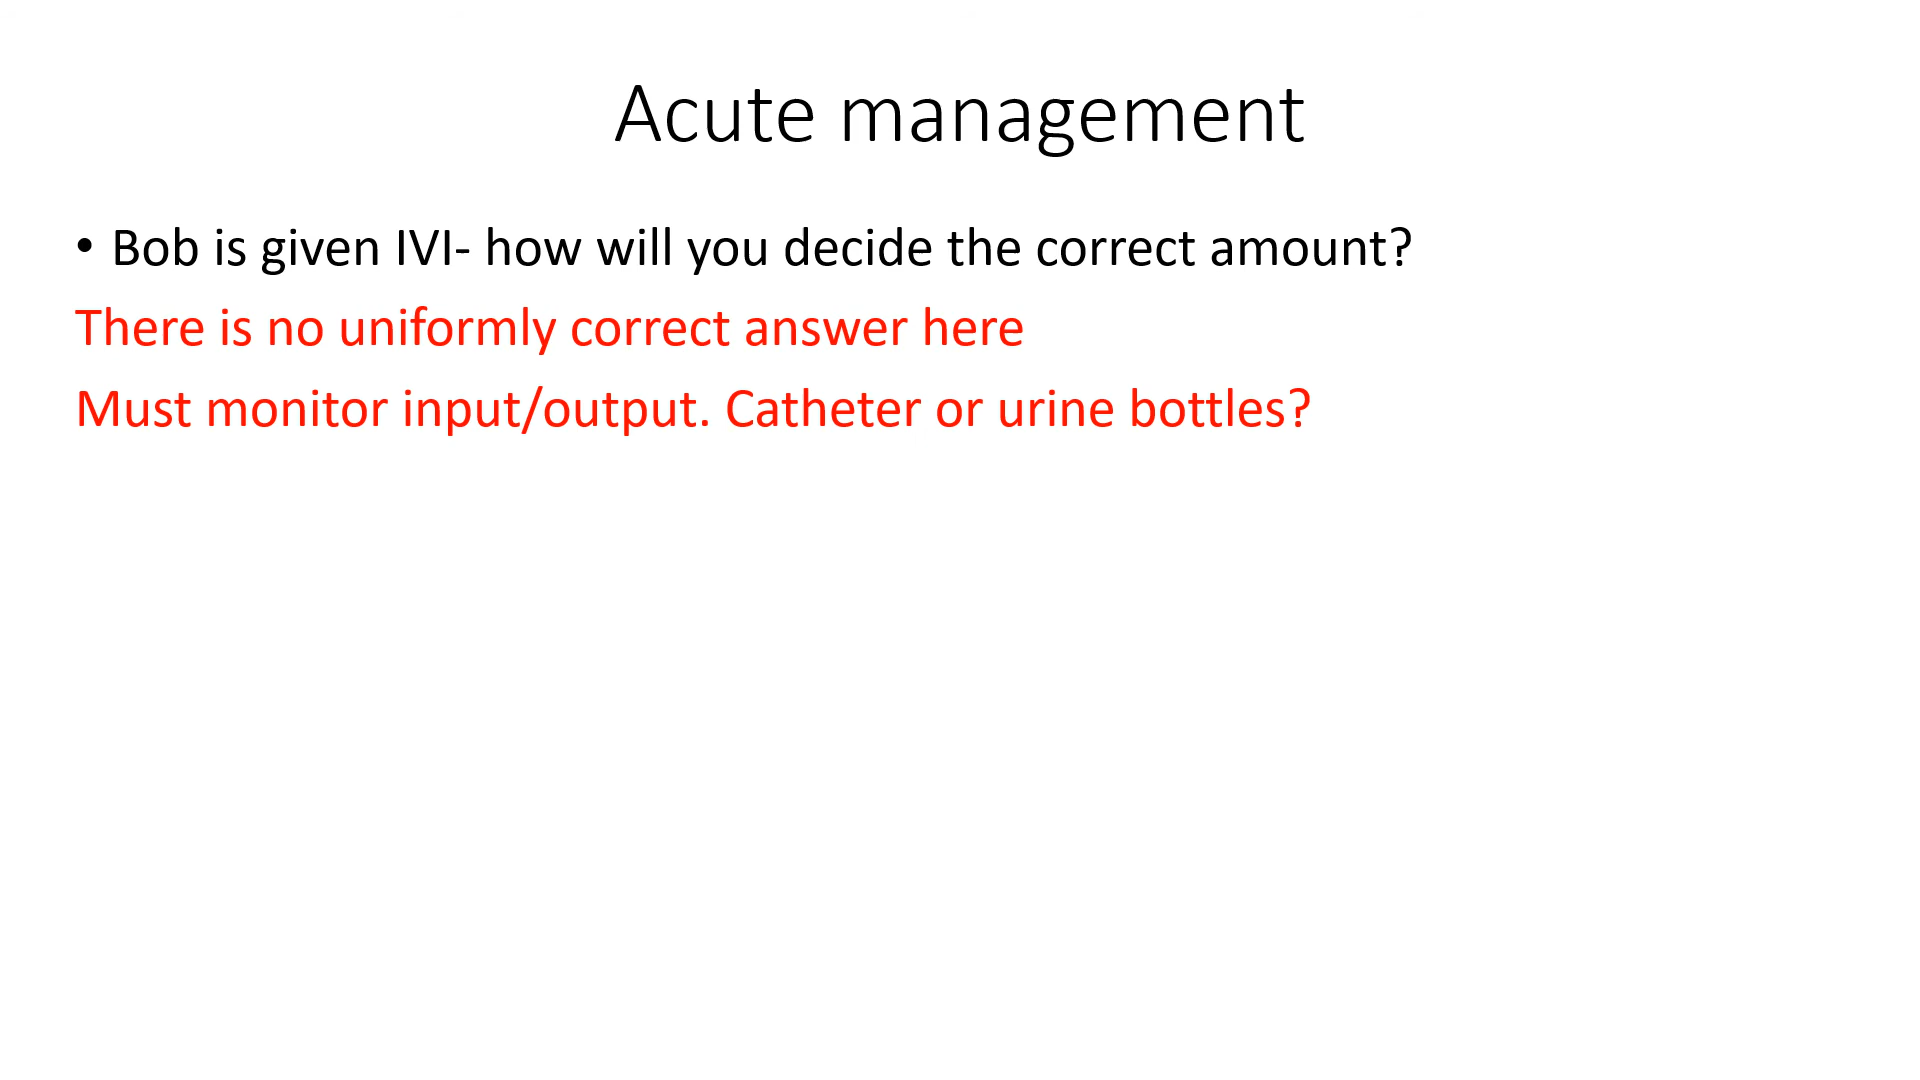 Acute management
• Bob is given IVI- how will you decide the correct amount?
There is no uniformly correct answer here
Must monitor input/output. Catheter or urine bottles?